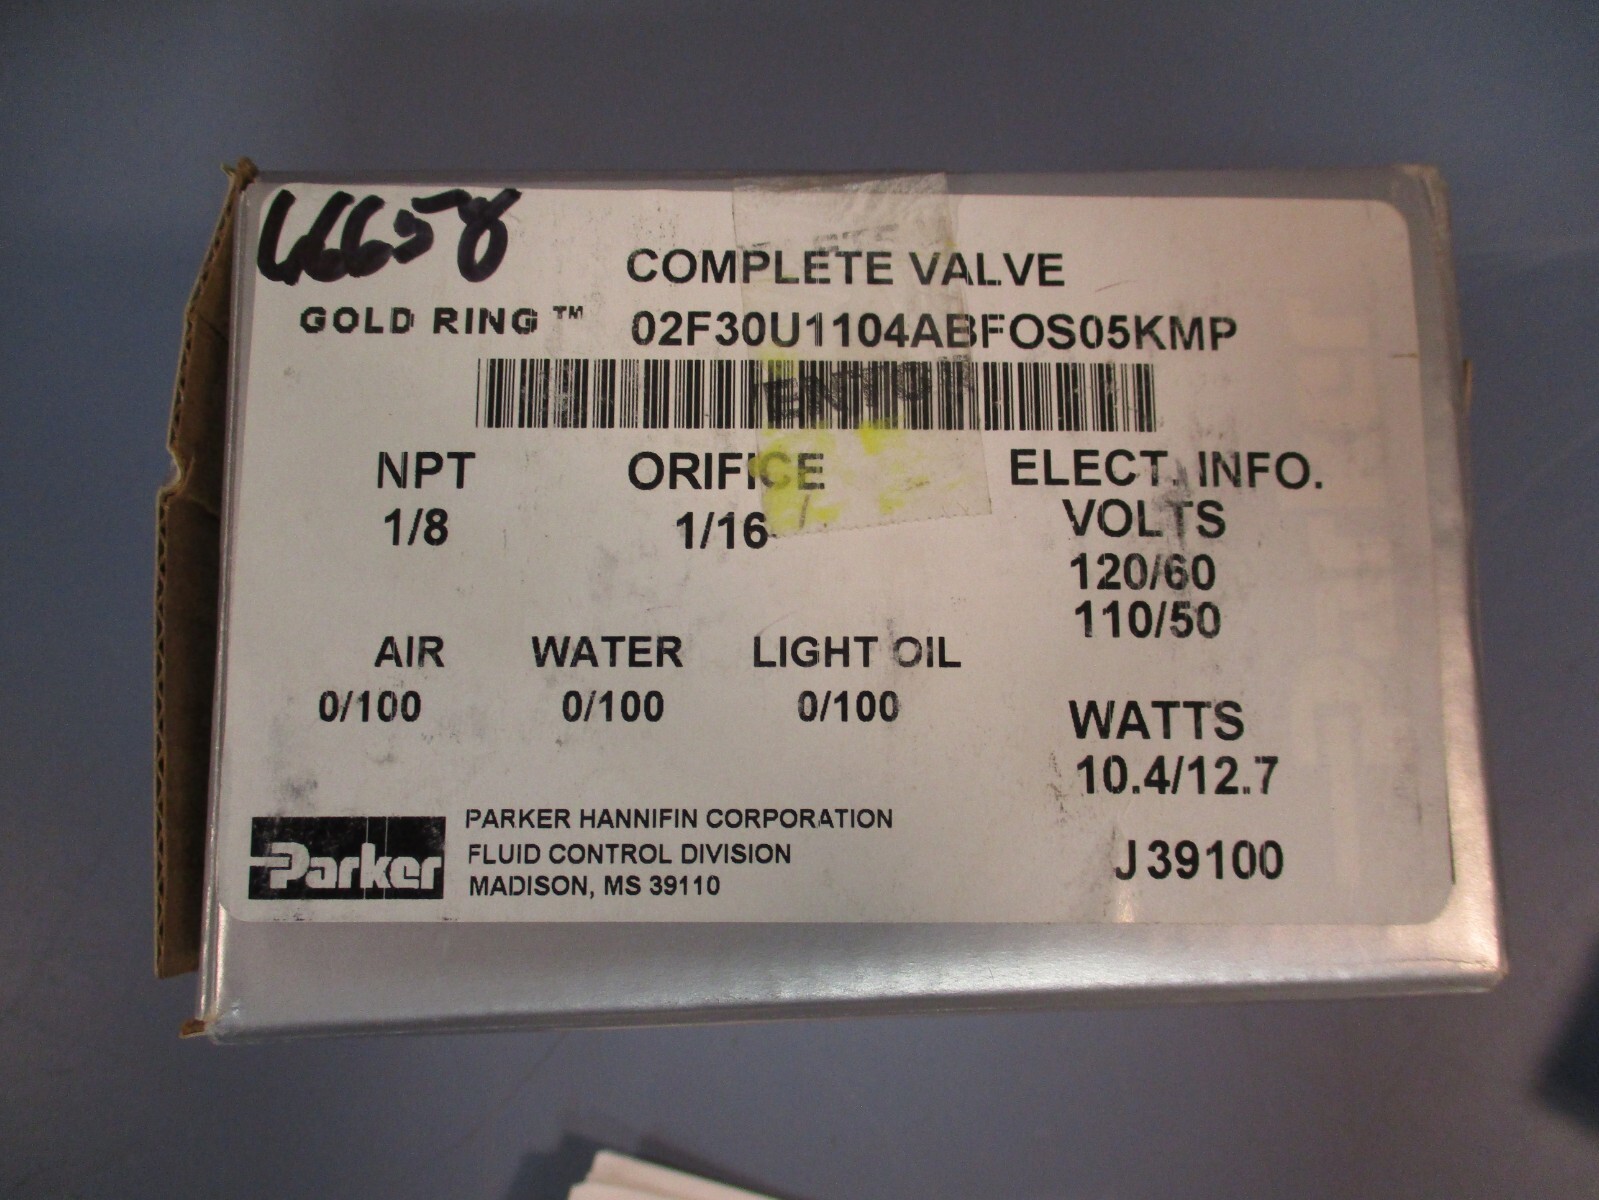 66658
COMPLETE VALVE
GOLD RING™ 02F30U1104ABFOS05KMP
NPT ORIFICE ELECT. INFO.
1/8 1/16 VOLTS
120/60
110/50
AIR WATER LIGHT OIL
0/100 0/100 0/100
WATTS
10.4/12.7
Parker
PARKER HANNIFIN CORPORATION
FLUID CONTROL DIVISION
MADISON, MS 39110
J39100